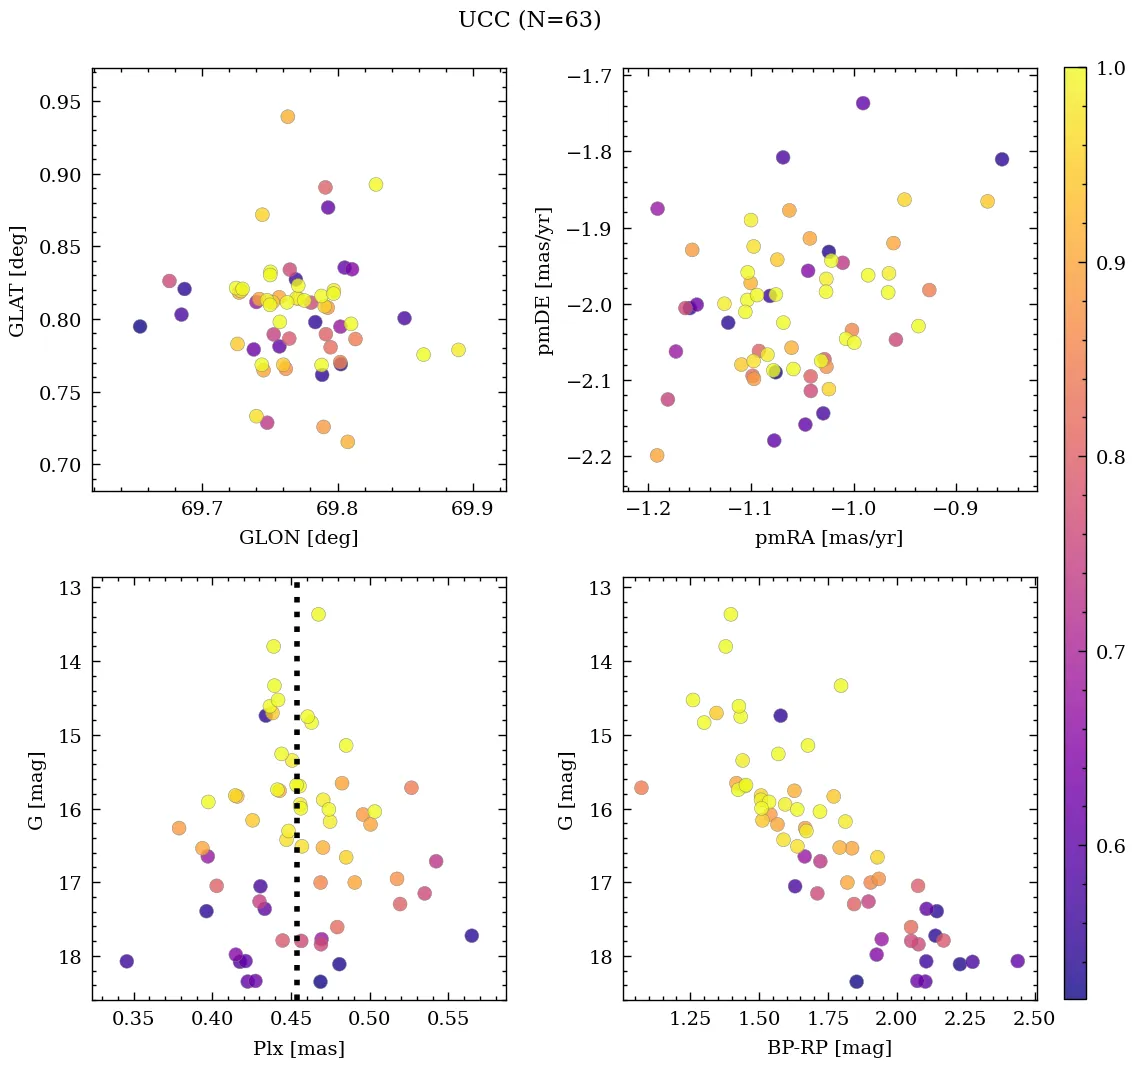 UCC (N=63)
0.95
0.90
0.85
0.80
0.75
0.70
GLAT [deg]
69.7 69.8 69.9
GLON [deg]
−1.7
−1.8
−1.9
−2.0
−2.1
−2.2
pmDE [mas/yr]
−1.2 −1.1 −1.0 −0.9
pmRA [mas/yr]
13
14
15
16
17
18
G [mag]
0.35 0.40 0.45 0.50 0.55
Plx [mas]
13
14
15
16
17
18
G [mag]
1.25 1.50 1.75 2.00 2.25 2.50
BP-RP [mag]
1.0
0.9
0.8
0.7
0.6